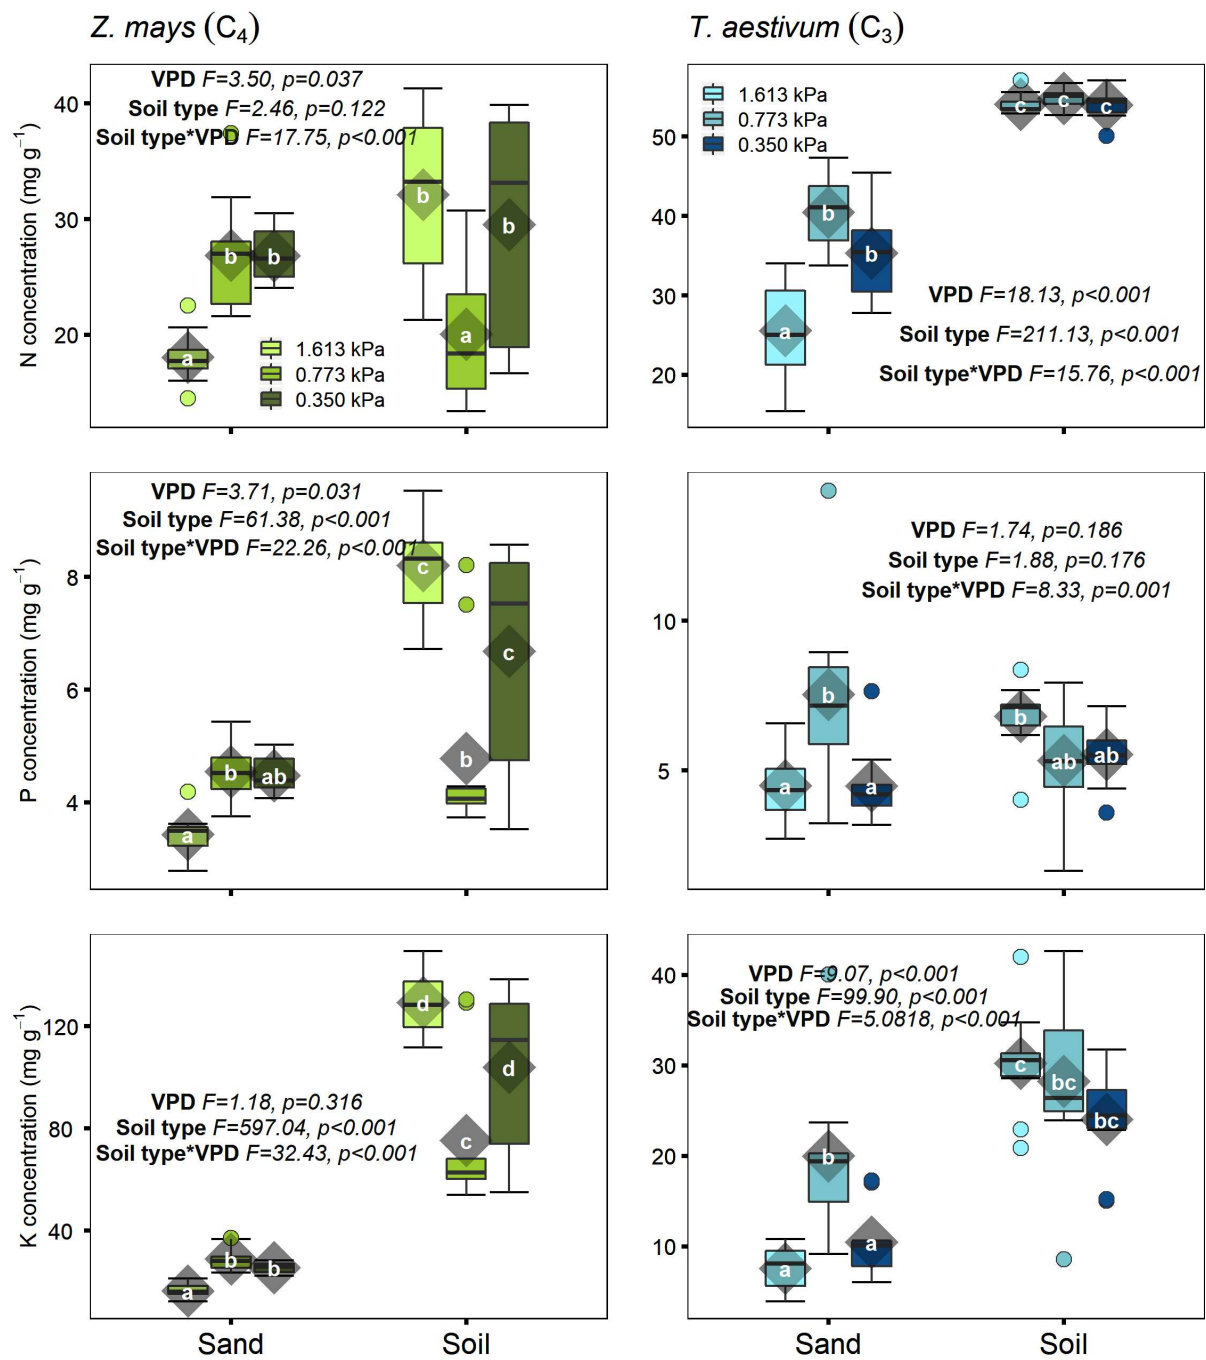 Z. mays (C4)
T. aestivum (C3)
N concentration (mg g−1)
40
30
20
VPD F=3.50, p=0.037
Soil type F=2.46, p=0.122
Soil type*VPD F=17.75, p<0.001
a
b
b
b
a
b
1.613 kPa
0.773 kPa
0.350 kPa
50
40
30
20
1.613 kPa
0.773 kPa
0.350 kPa
a
b
b
c
c
c
VPD F=18.13, p<0.001
Soil type F=211.13, p<0.001
Soil type*VPD F=15.76, p<0.001
P concentration (mg g−1)
8
6
4
VPD F=3.71, p=0.031
Soil type F=61.38, p<0.001
Soil type*VPD F=22.26, p<0.001
a
b
ab
c
b
c
10
5
VPD F=1.74, p=0.186
Soil type F=1.88, p=0.176
Soil type*VPD F=8.33, p=0.001
a
b
a
b
ab
ab
K concentration (mg g−1)
120
80
40
VPD F=1.18, p=0.316
Soil type F=597.04, p<0.001
Soil type*VPD F=32.43, p<0.001
a
b
b
d
c
d
Sand
Soil
40
30
20
10
VPD F=9.07, p<0.001
Soil type F=99.90, p<0.001
Soil type*VPD F=5.0818, p<0.001
a
b
a
c
bc
bc
Sand
Soil